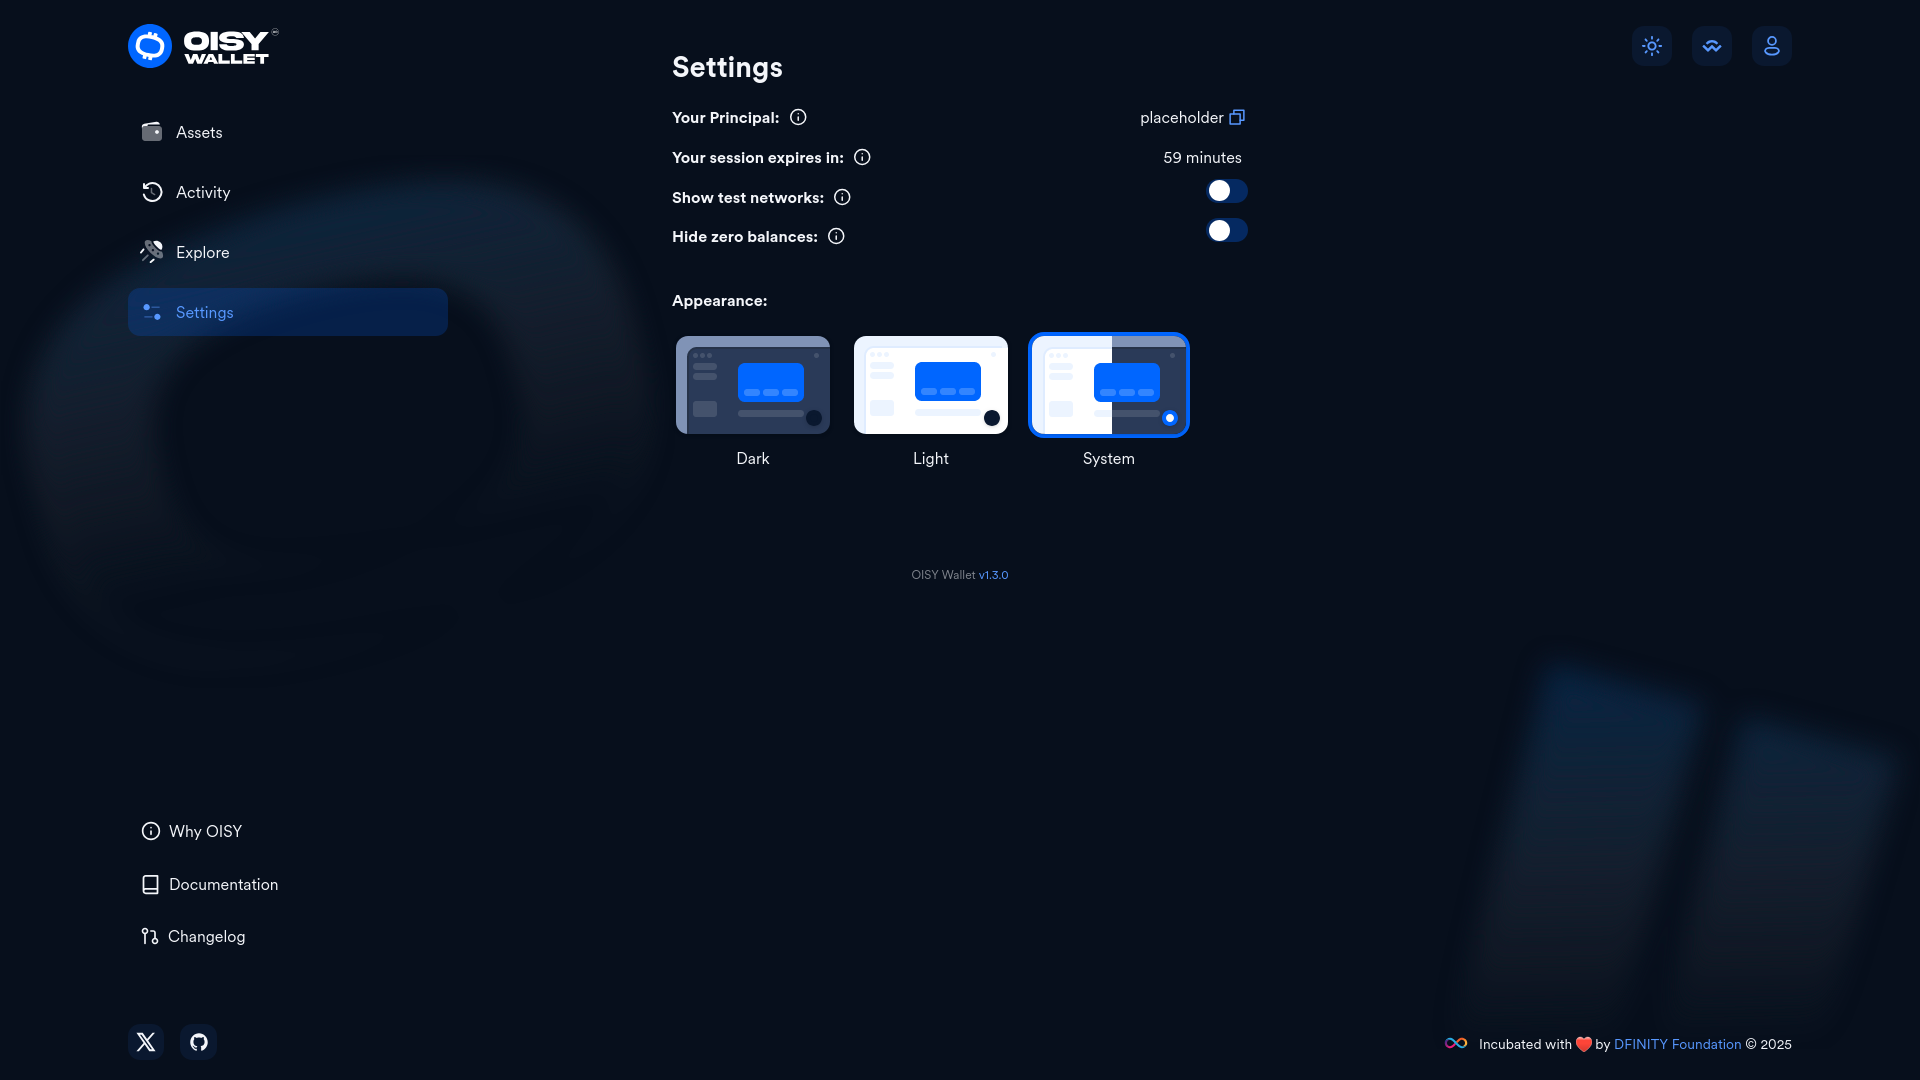 OISY
WALLET
Assets
Activity
Explore
Settings
Settings
Your Principal:
placeholder
Your session expires in:
59 minutes
Show test networks:
Hide zero balances:
Appearance:
Dark
Light
System
OISY Wallet v1.3.0
Why OISY
Documentation
Changelog
Incubated with ❤️ by DFINITY Foundation © 2025